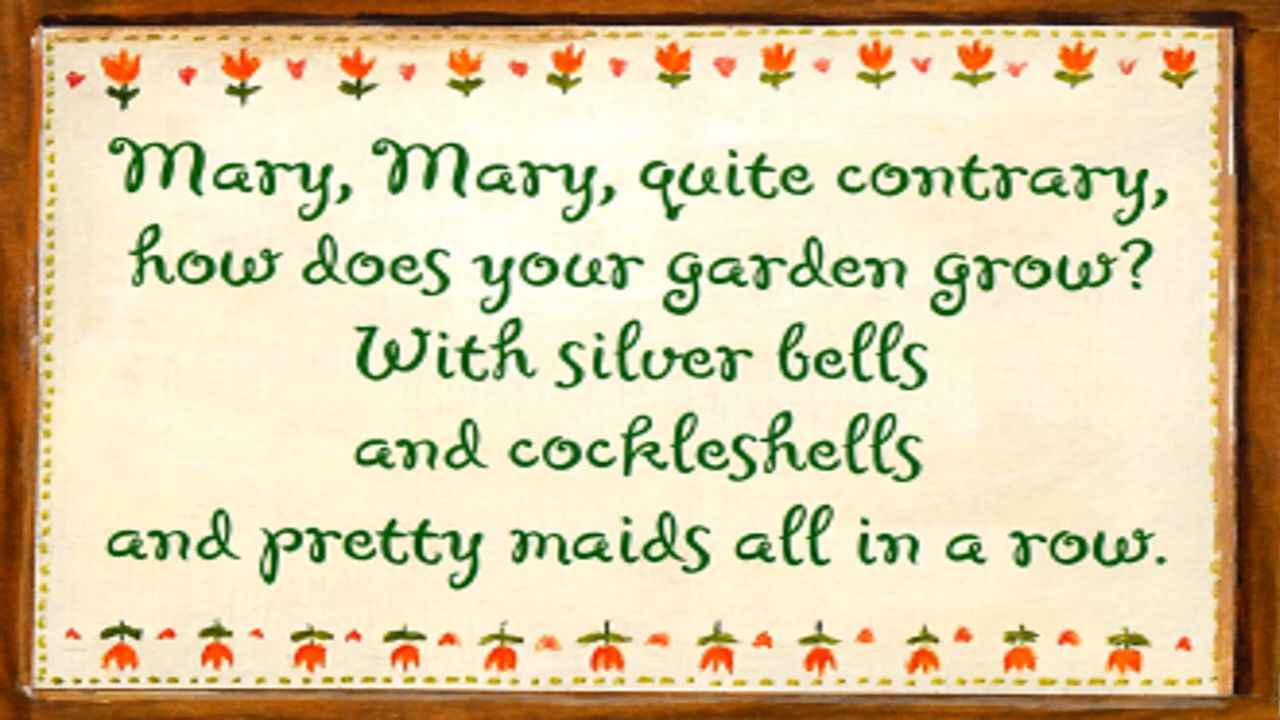 Mary, Mary, quite contrary,
how does your garden grow?
With silver bells
and cockleshells
and pretty maids all in a row.